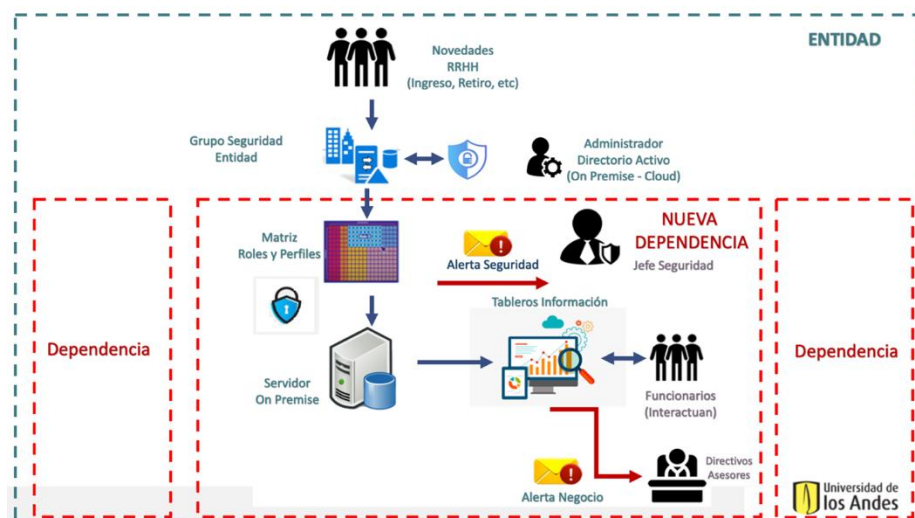 ENTIDAD
Novedades
RRHH
(Ingreso, Retiro, etc)
Grupo Seguridad
Entidad
Administrador
Directorio Activo
(On Premise - Cloud)
Matriz
Roles y Perfiles
Alerta Seguridad
NUEVA
DEPENDENCIA
Jefe Seguridad
Tableros Información
Dependencia
Servidor
On Premise
Funcionarios
(Interactuan)
Dependencia
Alerta Negocio
Directivos
Asesores
Universidad de
los Andes